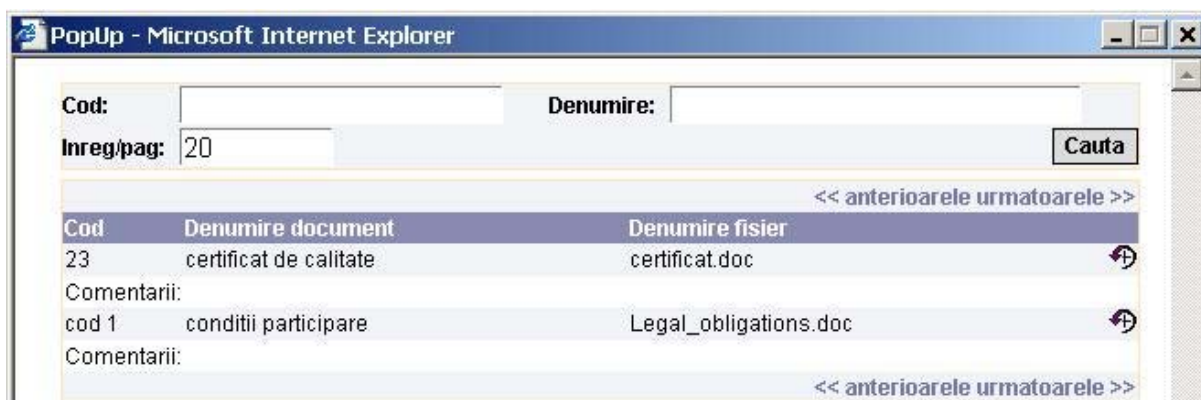 PopUp - Microsoft Internet Explorer
Cod: Denumire:
Inreg/pag: 20 Cauta
<< anterioarele urmatoarele >>
Cod Denumire document Denumire fisier
23 certificat de calitate certificat.doc
Comentarii:
cod 1 conditii participare Legal_obligations.doc
Comentarii:
<< anterioarele urmatoarele >>